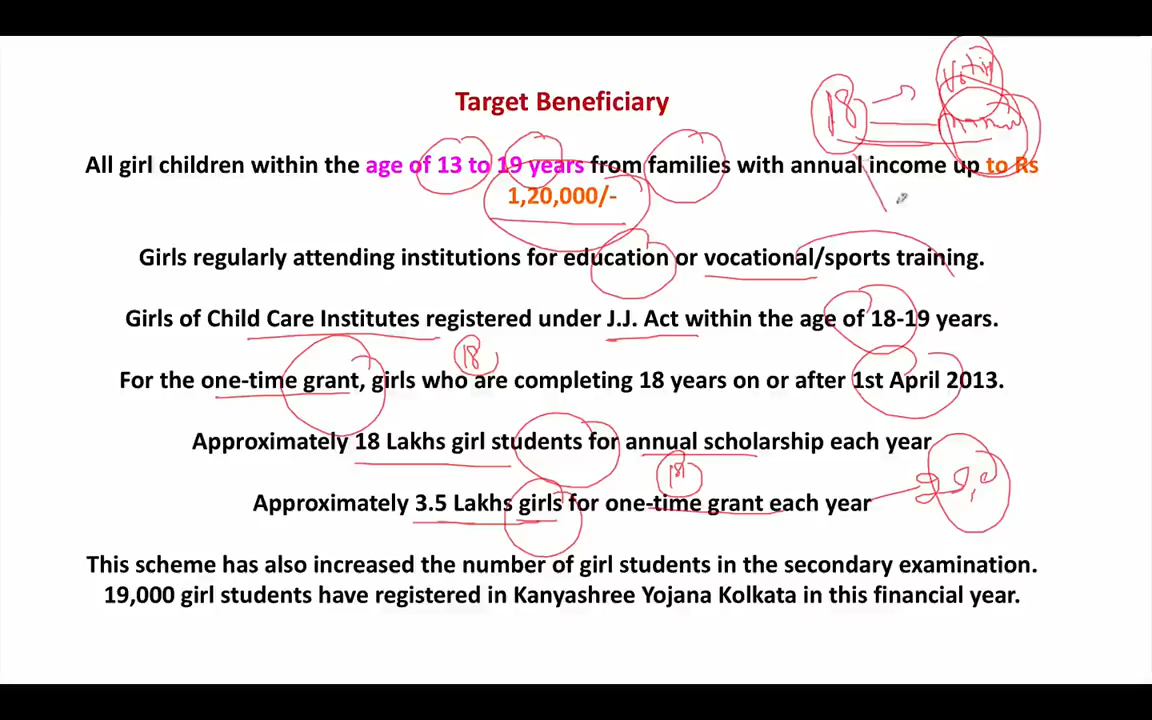 18
Target Beneficiary
All girl children within the age of 13 to 19 years from families with annual income up to Rs
1,20,000/-
Girls regularly attending institutions for education or vocational/sports training.
Girls of Child Care Institutes registered under J.J. Act within the age of 18-19 years.
18
For the one-time grant, girls who are completing 18 years on or after 1st April 2013.
Approximately 18 Lakhs girl students for annual scholarship each year
18
Approximately 3.5 Lakhs girls for one-time grant each year
This scheme has also increased the number of girl students in the secondary examination.
19,000 girl students have registered in Kanyashree Yojana Kolkata in this financial year.